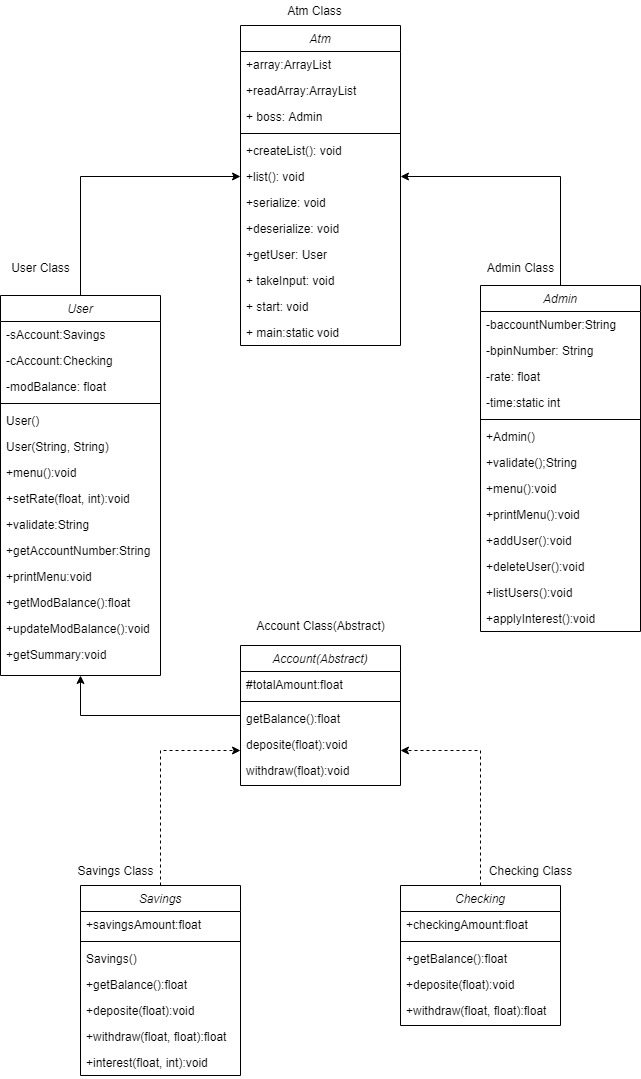 Atm Class
Atm
+array:ArrayList
+readArray:ArrayList
+ boss: Admin
+createList(): void
+list(): void
+serialize: void
+deserialize: void
+getUser: User
+ takeInput: void
+ start: void
+ main:static void
User Class
User
-sAccount:Savings
-cAccount:Checking
-modBalance: float
User()
User(String, String)
+menu():void
+setRate(float, int):void
+validate:String
+getAccountNumber:String
+printMenu:void
+getModBalance():float
+updateModBalance():void
+getSummary:void
Admin Class
Admin
-baccountNumber:String
-bpinNumber: String
-rate: float
-time:static int
+Admin()
+validate();String
+menu():void
+printMenu():void
+addUser():void
+deleteUser():void
+listUsers():void
+applyInterest():void
Account Class(Abstract)
Account(Abstract)
#totalAmount:float
getBalance():float
deposite(float):void
withdraw(float):void
Savings Class
Savings
+savingsAmount:float
Savings()
+getBalance():float
+deposite(float):void
+withdraw(float, float):float
+interest(float, int):void
Checking Class
Checking
+checkingAmount:float
+getBalance():float
+deposite(float):void
+withdraw(float, float):float